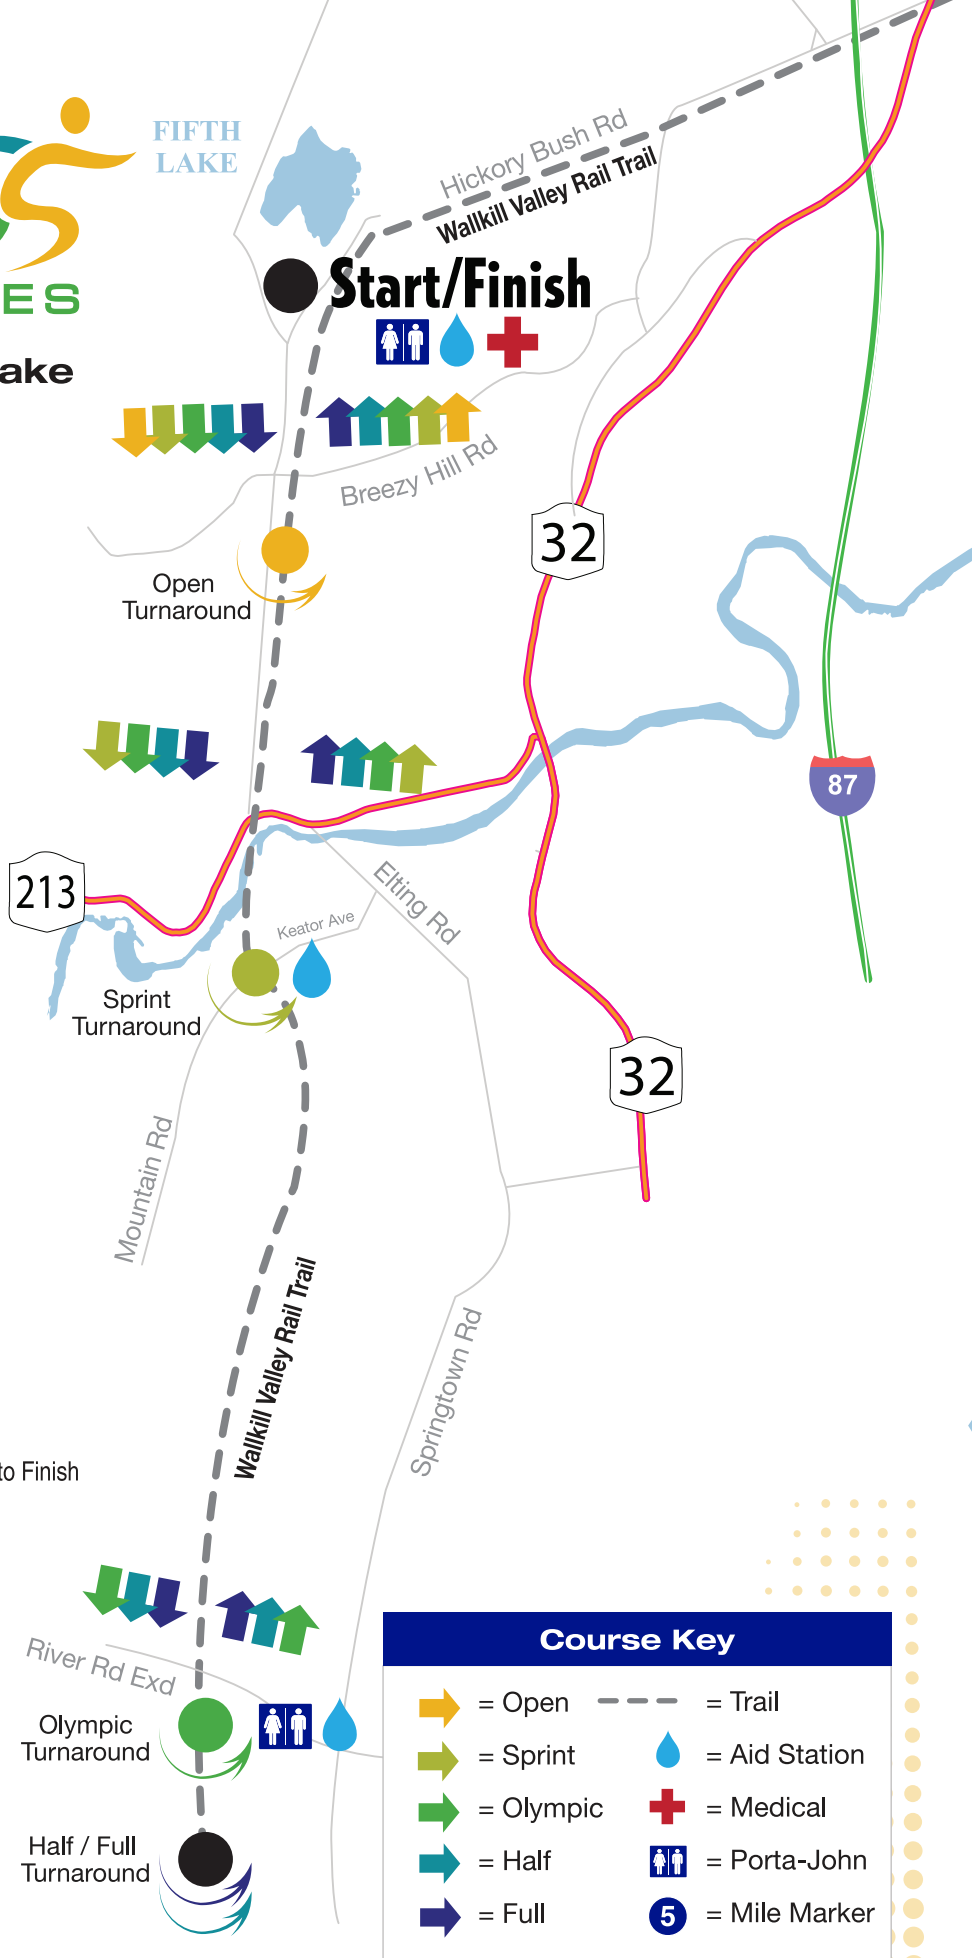 FIFTH
LAKE
ES
ake
Hickory Bush Rd
Wallkill Valley Rail Trail
Start/Finish
Breezy Hill Rd
32
Open
Turnaround
87
213
Elting Rd
Keator Ave
Sprint
Turnaround
32
Mountain Rd
Wallkill Valley Rail Trail
Springtown Rd
to Finish
River Rd Exd
Olympic
Turnaround
Half / Full
Turnaround
Course Key
= Open
= Trail
= Sprint
= Aid Station
= Olympic
= Medical
= Half
= Porta-John
= Full
5 = Mile Marker